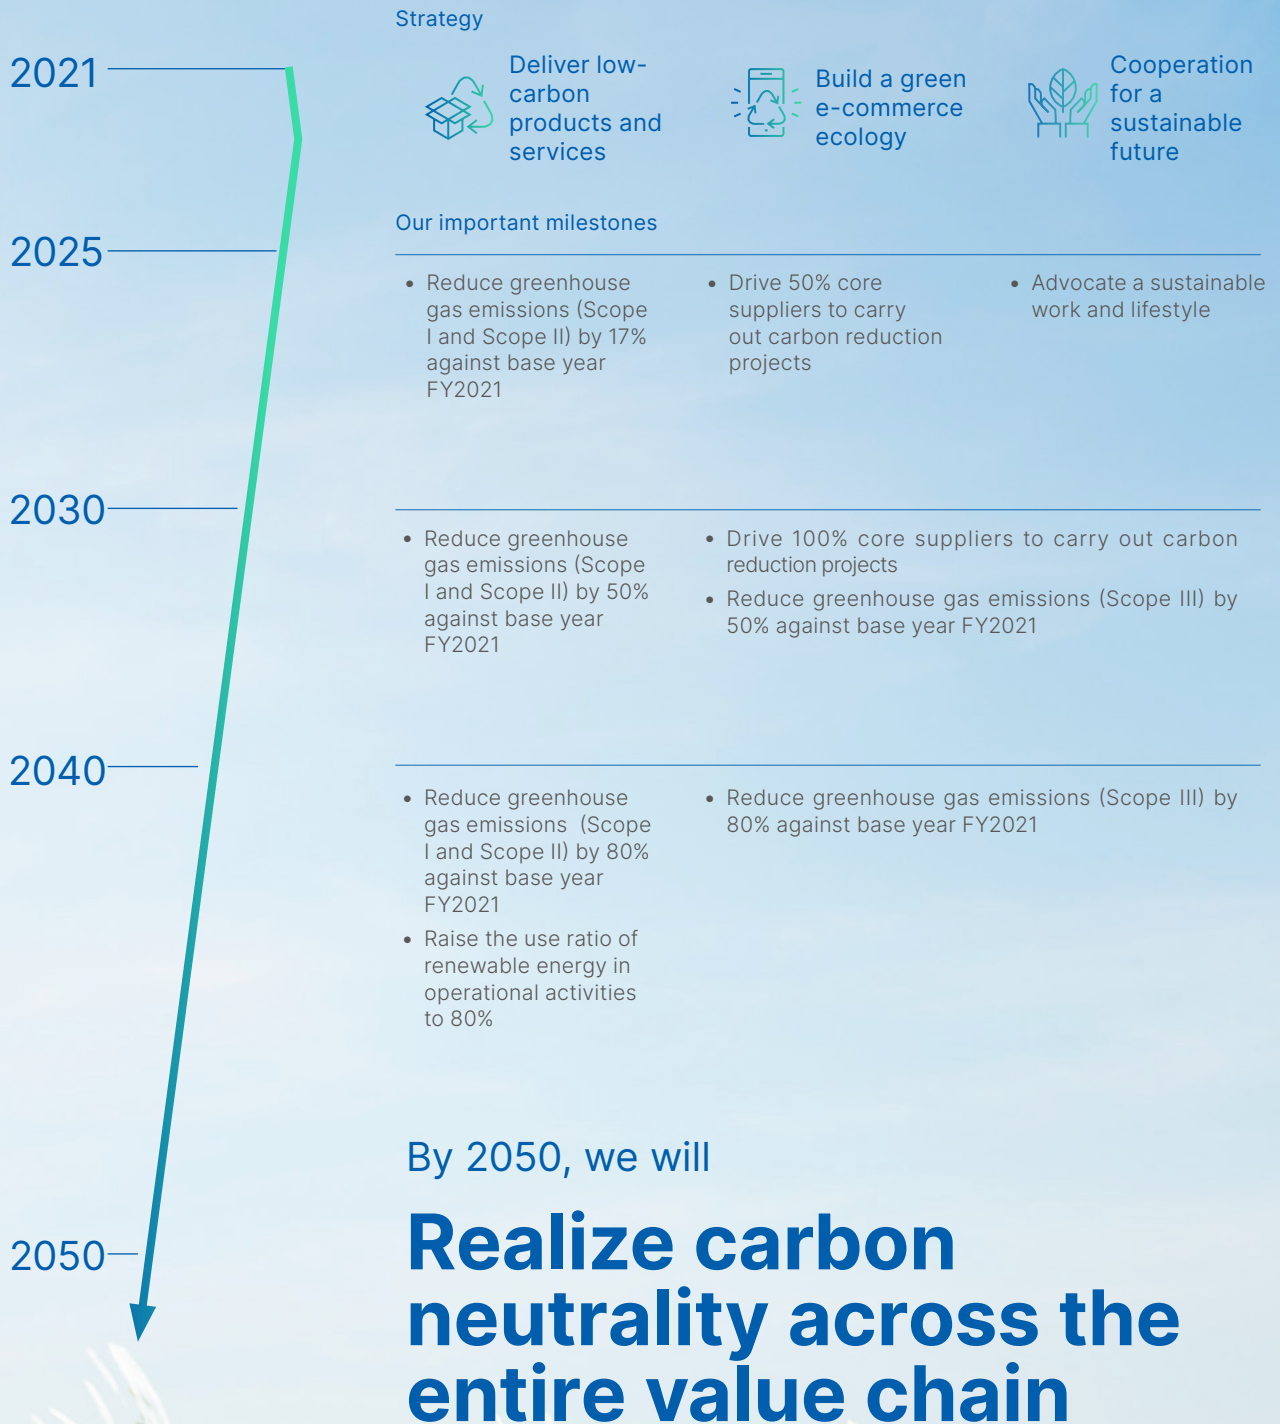 Strategy
2021
Deliver low-
carbon
products and
services
Build a green
e-commerce
ecology
Cooperation
for a
sustainable
future
Our important milestones
2025
• Reduce greenhouse
gas emissions (Scope
I and Scope II) by 17%
against base year
FY2021
• Drive 50% core
suppliers to carry
out carbon reduction
projects
• Advocate a sustainable
work and lifestyle
2030
• Reduce greenhouse
gas emissions (Scope
I and Scope II) by 50%
against base year
FY2021
• Drive 100% core suppliers to carry out carbon
reduction projects
• Reduce greenhouse gas emissions (Scope III) by
50% against base year FY2021
2040
• Reduce greenhouse
gas emissions (Scope
I and Scope II) by 80%
against base year
FY2021
• Raise the use ratio of
renewable energy in
operational activities
to 80%
• Reduce greenhouse gas emissions (Scope III) by
80% against base year FY2021
2050
By 2050, we will
Realize carbon
neutrality across the
entire value chain